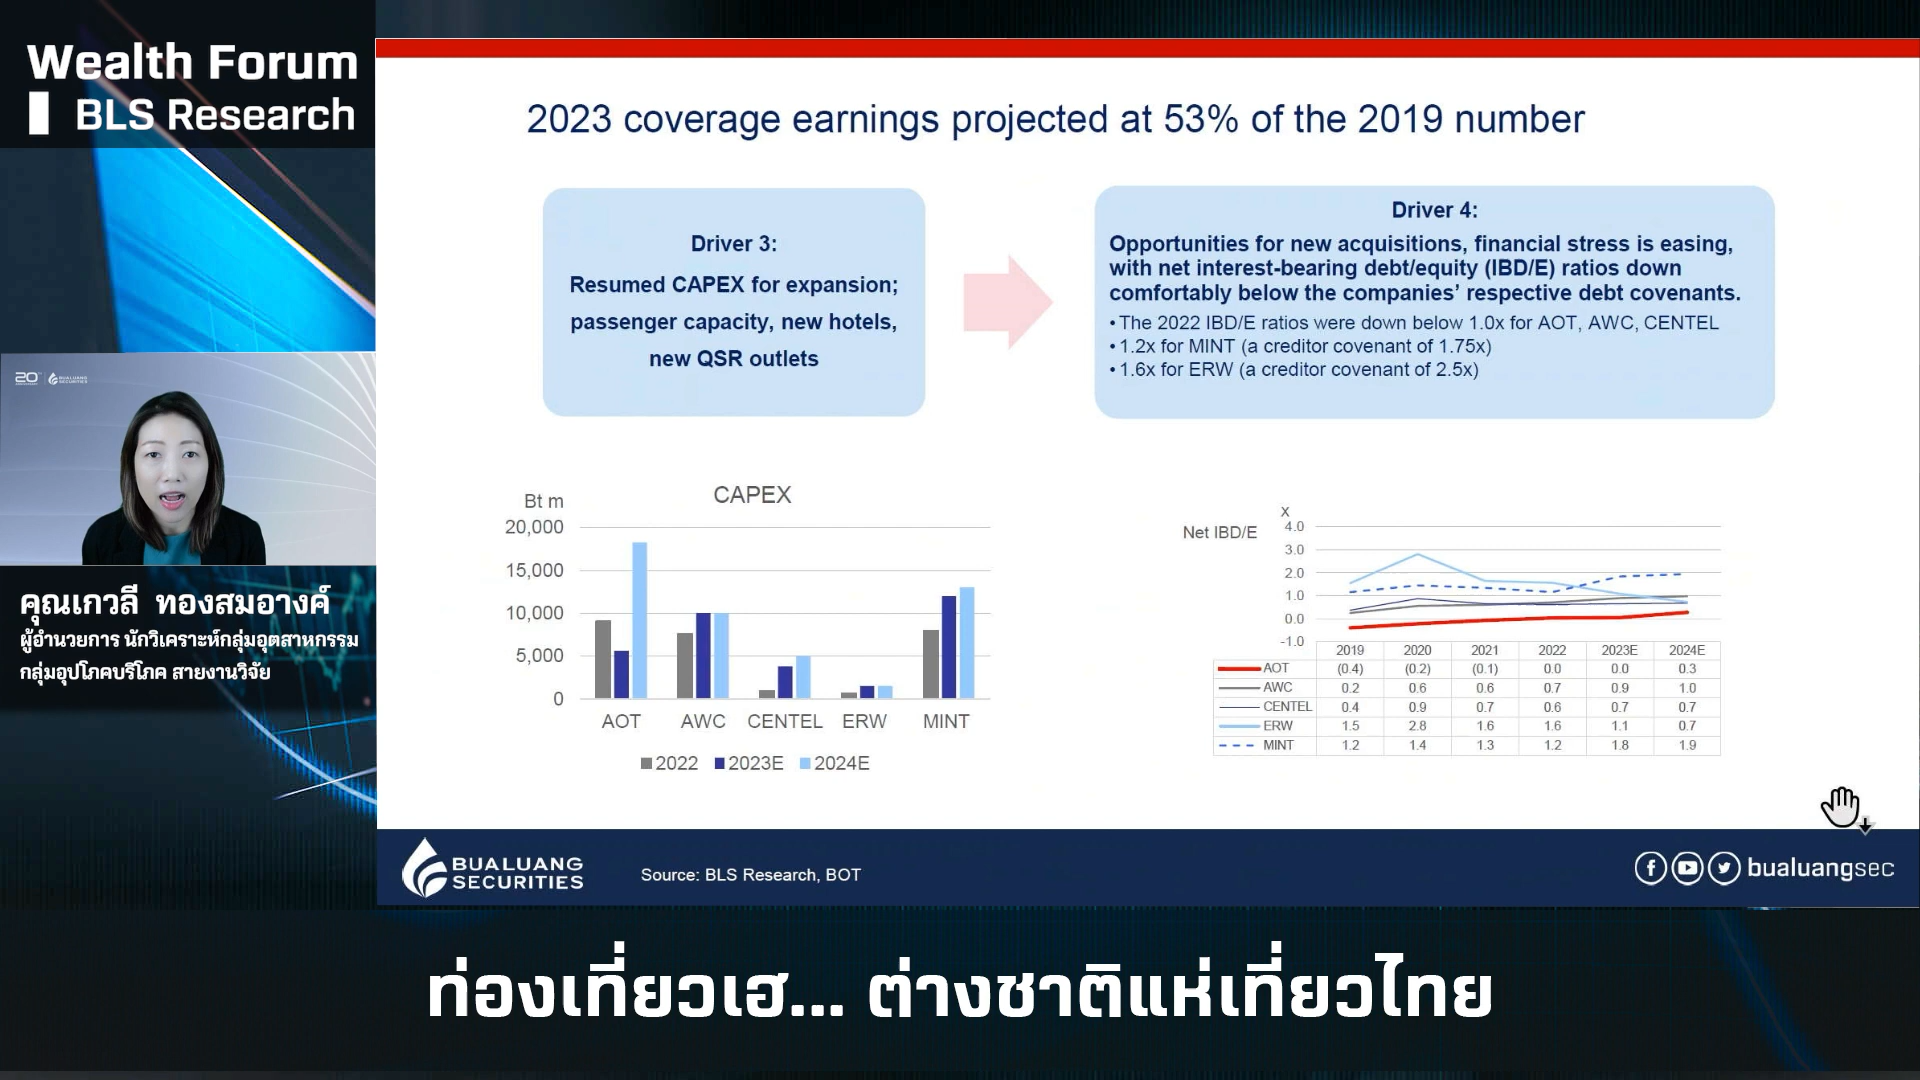 Wealth Forum
BLS Research
20
BUALUANG
SECURITIES
คุณเกวลี ทองสมอางค์
ผู้อำนวยการ นักวิเคราะห์กลุ่มอุตสาหกรรม
กลุ่มอุปโภคบริโภค สายงานวิจัย
2023 coverage earnings projected at 53% of the 2019 number
Driver 3:
Resumed CAPEX for expansion;
passenger capacity, new hotels,
new QSR outlets
Driver 4:
Opportunities for new acquisitions, financial stress is easing,
with net interest-bearing debt/equity (IBD/E) ratios down
comfortably below the companies' respective debt covenants.
• The 2022 IBD/E ratios were down below 1.0x for AOT, AWC, CENTEL
• 1.2x for MINT (a creditor covenant of 1.75x)
• 1.6x for ERW (a creditor covenant of 2.5x)
Bt m
CAPEX
20,000
15,000
10,000
5,000
0
AOT AWC CENTEL ERW MINT
2022 2023E 2024E
Net IBD/E
X
4.0
3.0
2.0
1.0
0.0
-1.0
2019 2020 2021 2022 2023E 2024E
AOT (0.4) (0.2) (0.1) 0.0 0.0 0.3
AWC 0.2 0.6 0.6 0.7 0.9 1.0
CENTEL 0.4 0.9 0.7 0.6 0.7 0.7
ERW 1.5 2.8 1.6 1.6 1.1 0.7
MINT 1.2 1.4 1.3 1.2 1.8 1.9
BUALUANG
SECURITIES
Source: BLS Research, BOT
bualuangsec
ท่องเที่ยวเฮ... ต่างชาติแห่เที่ยวไทย